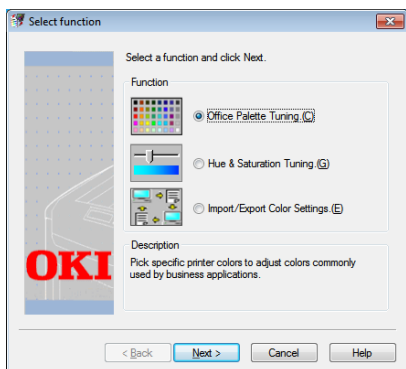 Select function
Select a function and click Next.
Function
Office Palette Tuning.(C)
Hue & Saturation Tuning.(G)
Import/Export Color Settings.(E)
Description
Pick specific printer colors to adjust colors commonly
used by business applications.
OKI
< Back Next > Cancel Help